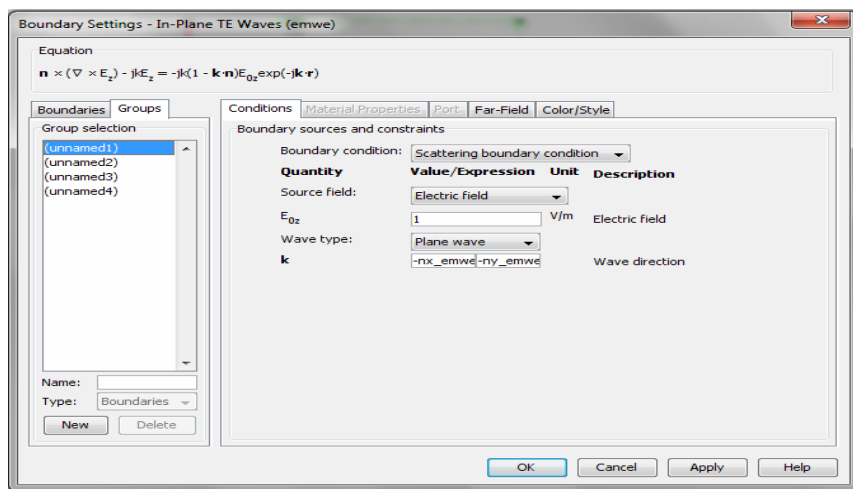 Boundary Settings - In-Plane TE Waves (emwe)
Equation
n × (∇ × E_z) - jkE_z = -jk(1 - k·n)E_0z exp(-jk·r)
Boundaries Groups
Group selection
(unnamed1)
(unnamed2)
(unnamed3)
(unnamed4)
Name:
Type: Boundaries
New Delete
Conditions Material Properties Port Far-Field Color/Style
Boundary sources and constraints
Boundary condition: Scattering boundary condition
Quantity Value/Expression Unit Description
Source field: Electric field
E_0z 1 V/m Electric field
Wave type: Plane wave
k -nx_emwe -ny_emwe Wave direction
OK Cancel Apply Help